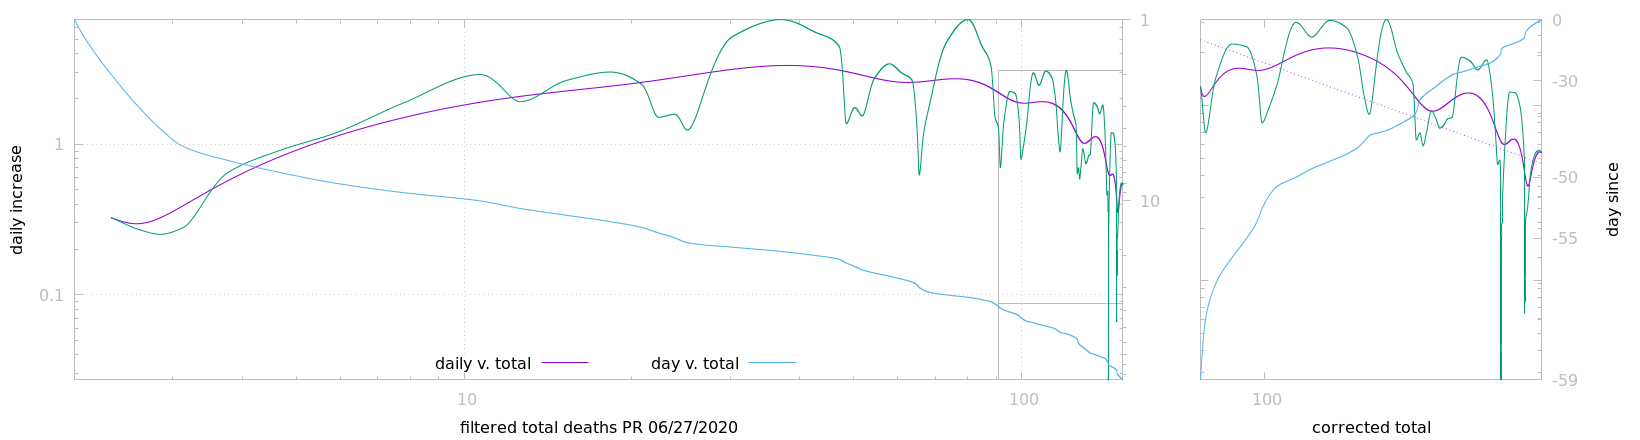 1
0.1
daily increase
10
100
filtered total deaths PR 06/27/2020
daily v. total
day v. total
1
10
100
corrected total
0
-30
-50
-55
-59
day since